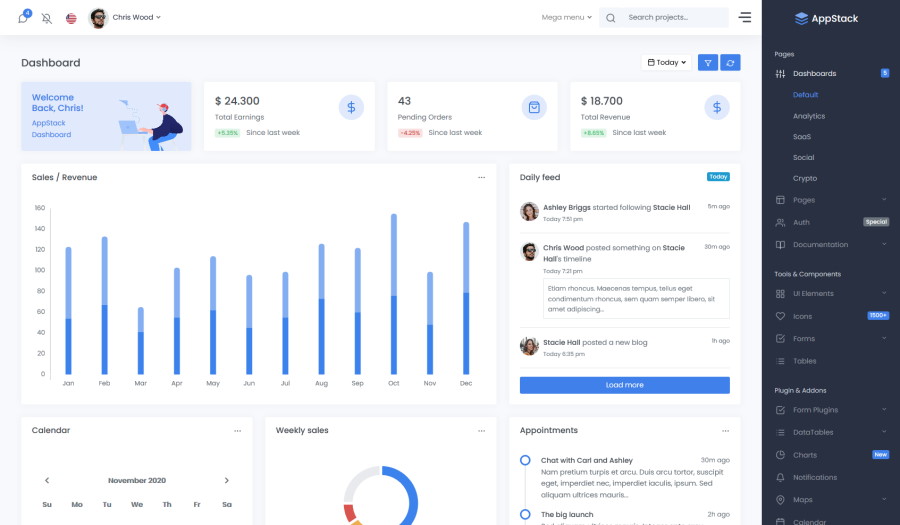 4
Chris Wood
Mega menu
Search projects...
Dashboard
Today
Welcome
Back, Chris!
AppStack
Dashboard
$ 24.300
Total Earnings
+5.35% Since last week
43
Pending Orders
-4.25% Since last week
$ 18.700
Total Revenue
+8.65% Since last week
Sales / Revenue
160
140
120
100
80
60
40
20
0
Jan Feb Mar Apr May Jun Jul Aug Sep Oct Nov Dec
Daily feed
Today
Ashley Briggs started following Stacie Hall
5m ago
Today 7:51 pm
Chris Wood posted something on Stacie
30m ago
Hall's timeline
Today 7:21 pm
Etiam rhoncus. Maecenas tempus, tellus eget
condimentum rhoncus, sem quam semper libero, sit
amet adipiscing...
Stacie Hall posted a new blog
1h ago
Today 6:35 pm
Load more
Calendar
November 2020
Su Mo Tu We Th Fr Sa
Weekly sales
Appointments
Chat with Carl and Ashley
30m ago
Nam pretium turpis et arcu. Duis arcu tortor, suscipit
eget, imperdiet nec, imperdiet iaculis, ipsum. Sed
aliquam ultrices mauris...
The big launch
2h ago
AppStack
Pages
Dashboards 5
Default
Analytics
SaaS
Social
Crypto
Pages
Auth Special
Documentation
Tools & Components
UI Elements
Icons 1500+
Forms
Tables
Plugin & Addons
Form Plugins
DataTables
Charts New
Notifications
Maps
Calendar